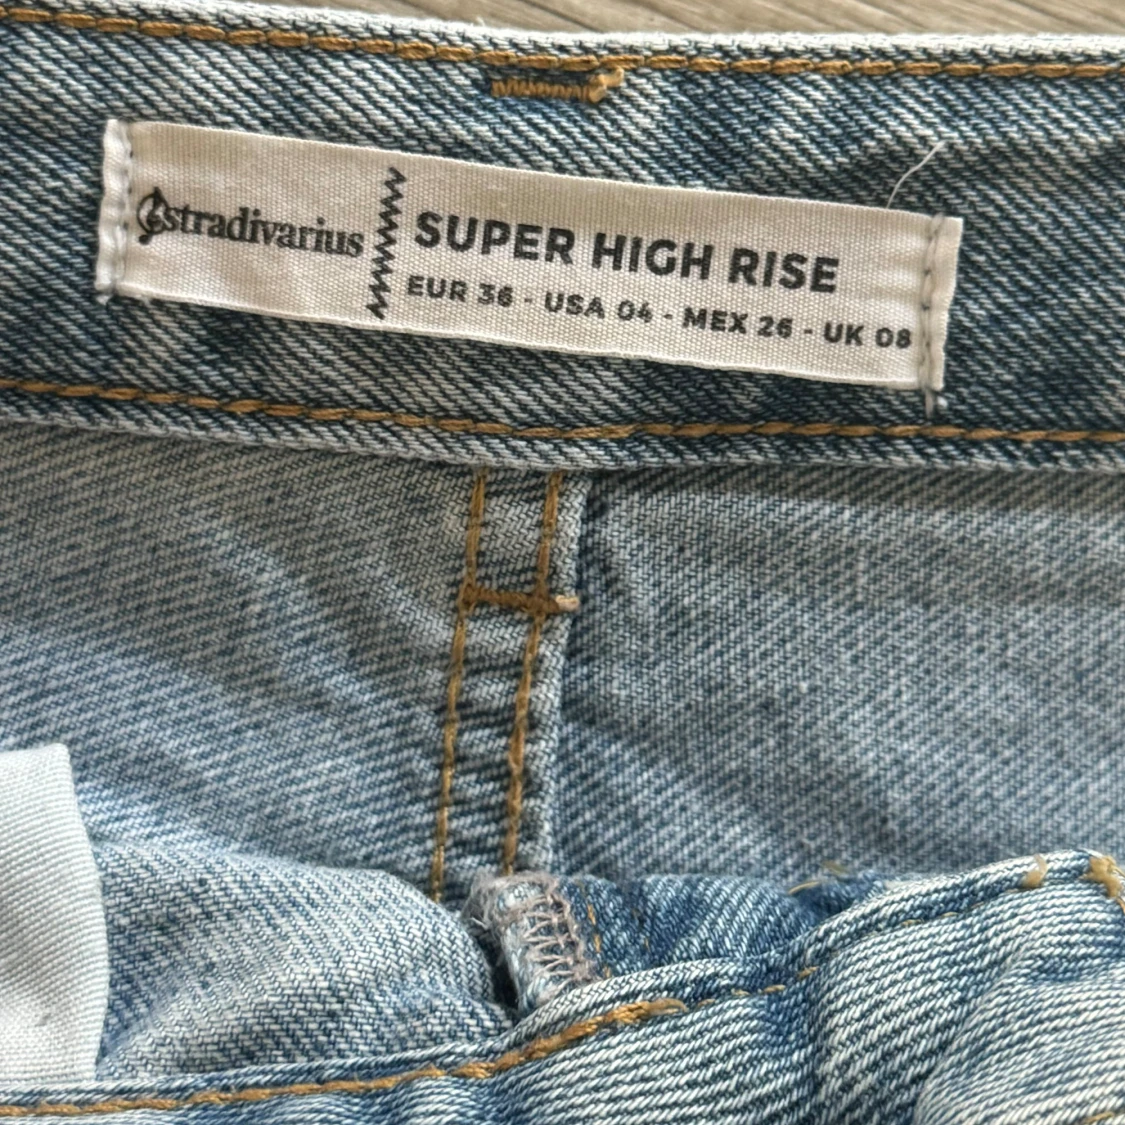 stradivarius
SUPER HIGH RISE
EUR 36 - USA 04 - MEX 26 - UK 08